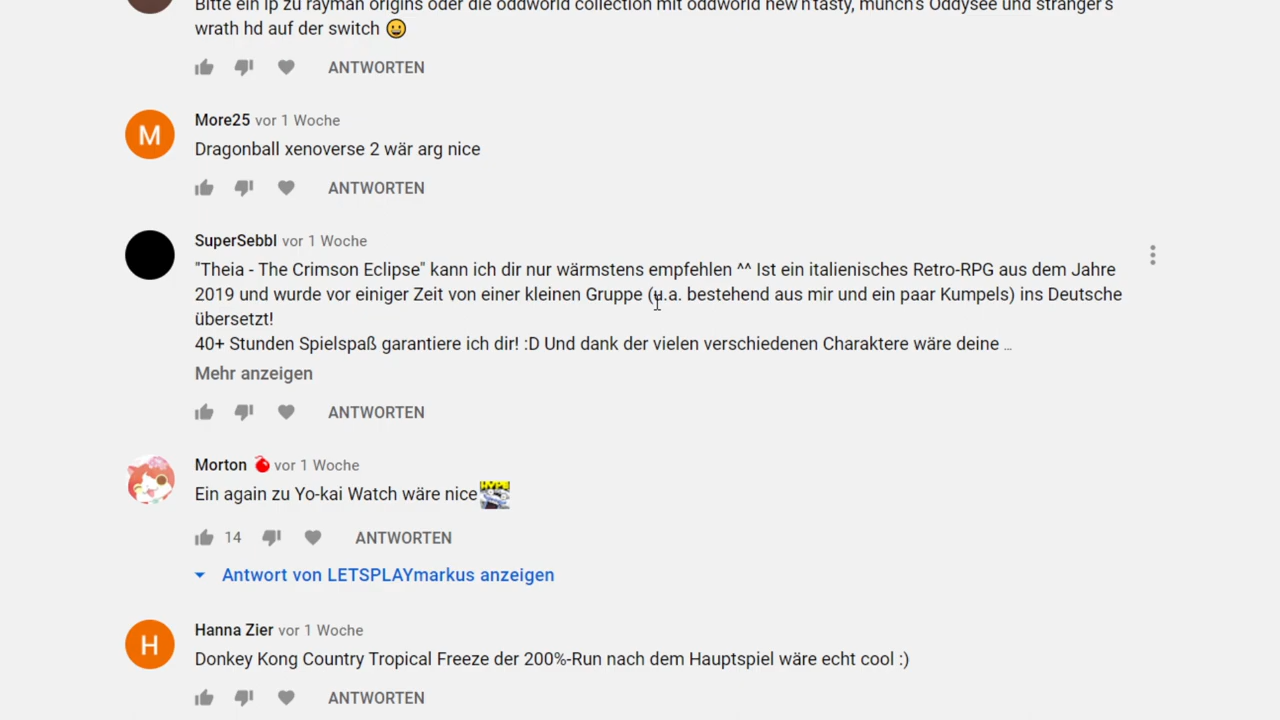 Bitte ein lp zu rayman origins oder die oddworld collection mit oddworld new'n'tasty, munch's Oddysee und stranger's
wrath hd auf der switch 😀
ANTWORTEN
M
More25 vor 1 Woche
Dragonball xenoverse 2 wär arg nice
ANTWORTEN
SuperSebbl vor 1 Woche
"Theia - The Crimson Eclipse" kann ich dir nur wärmstens empfehlen ^^ Ist ein italienisches Retro-RPG aus dem Jahre
2019 und wurde vor einiger Zeit von einer kleinen Gruppe (u.a. bestehend aus mir und ein paar Kumpels) ins Deutsche
übersetzt!
40+ Stunden Spielspaß garantiere ich dir! :D Und dank der vielen verschiedenen Charaktere wäre deine ...
Mehr anzeigen
ANTWORTEN
Morton vor 1 Woche
Ein again zu Yo-kai Watch wäre nice
14 ANTWORTEN
Antwort von LETSPLAYmarkus anzeigen
H
Hanna Zier vor 1 Woche
Donkey Kong Country Tropical Freeze der 200%-Run nach dem Hauptspiel wäre echt cool :)
ANTWORTEN